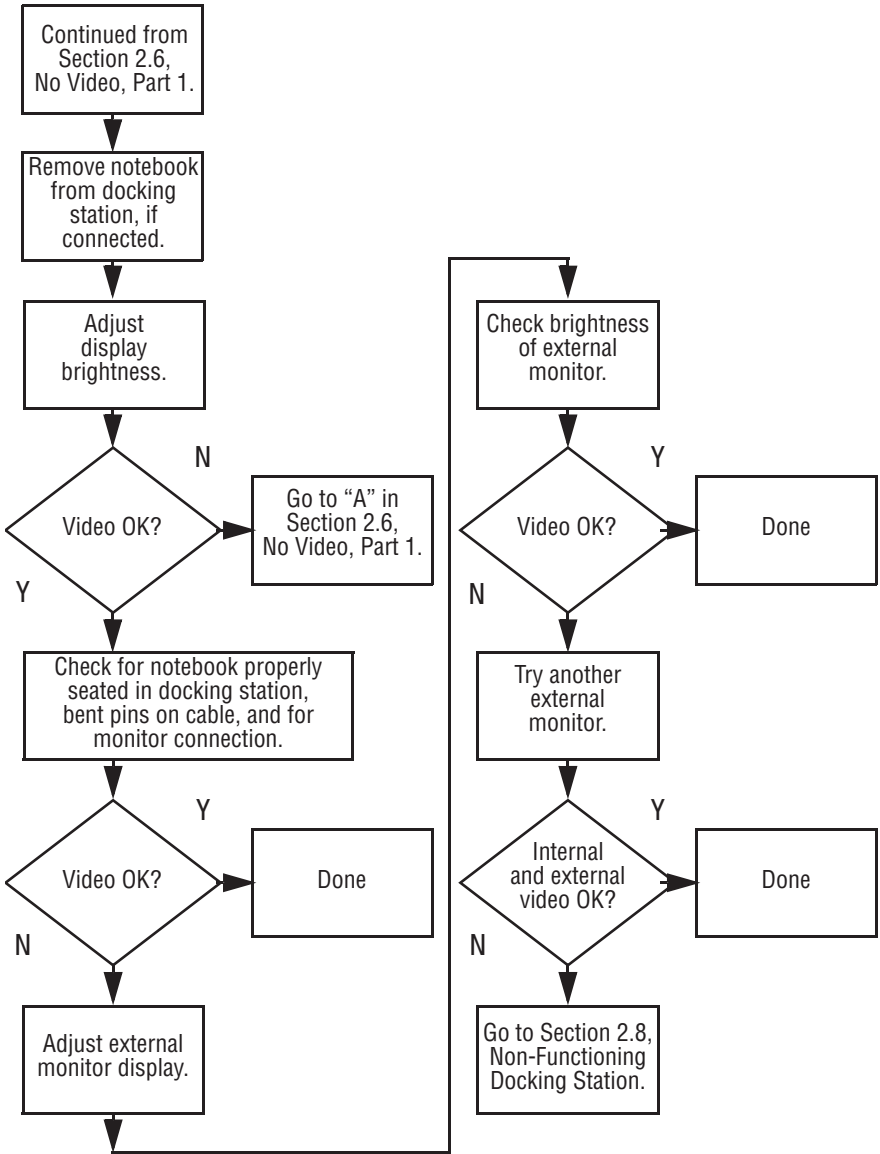 Continued from
Section 2.6,
No Video, Part 1.
Remove notebook
from docking
station, if
connected.
Adjust
display
brightness.
Video OK?
N
Go to “A” in
Section 2.6,
No Video, Part 1.
Y
Check for notebook properly
seated in docking station,
bent pins on cable, and for
monitor connection.
Video OK?
Y
Done
N
Adjust external
monitor display.
Check brightness
of external
monitor.
Video OK?
Y
Done
N
Try another
external
monitor.
Internal
and external
video OK?
Y
Done
N
Go to Section 2.8,
Non-Functioning
Docking Station.